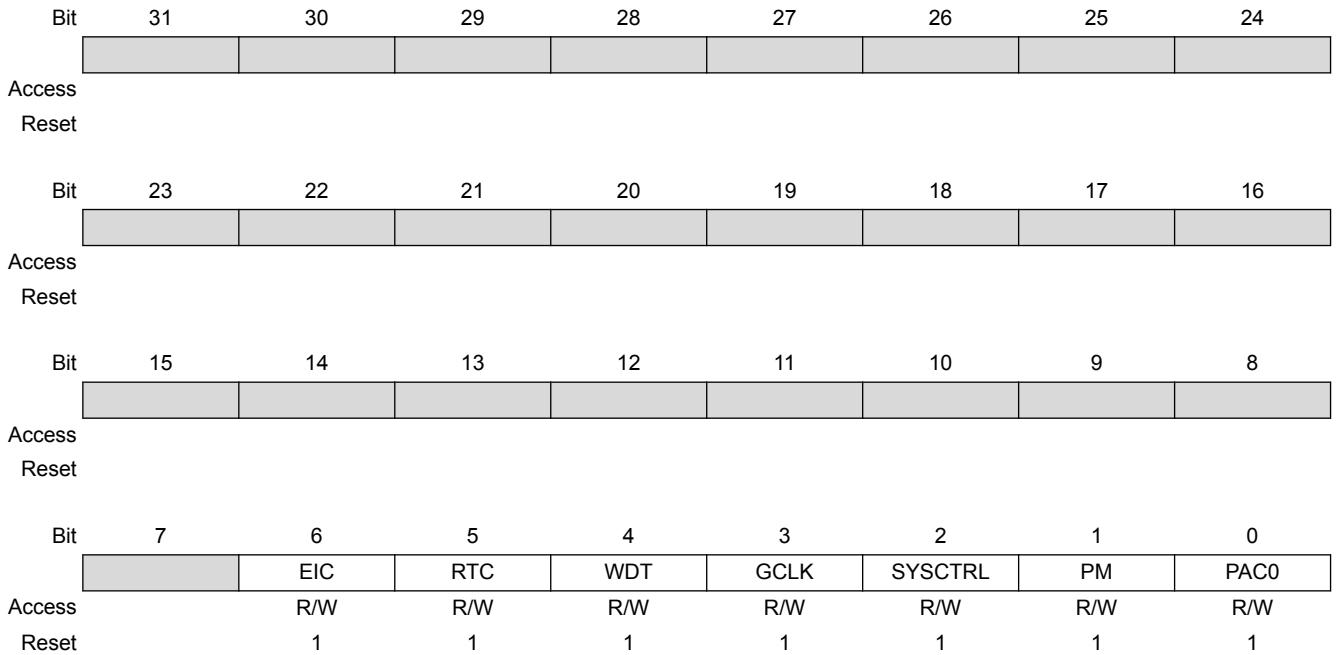 Bit 31 30 29 28 27 26 25 24
Access
Reset
Bit 23 22 21 20 19 18 17 16
Access
Reset
Bit 15 14 13 12 11 10 9 8
Access
Reset
Bit 7 6 5 4 3 2 1 0
EIC RTC WDT GCLK SYSCTRL PM PAC0
Access R/W R/W R/W R/W R/W R/W R/W
Reset 1 1 1 1 1 1 1